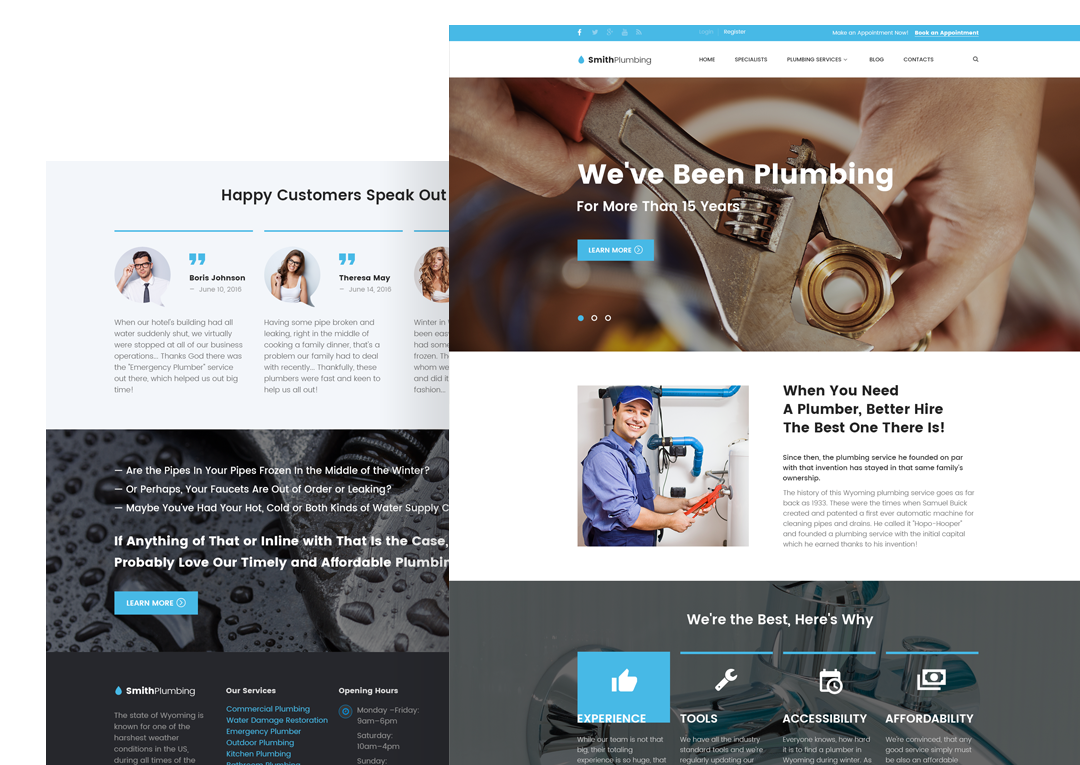 Login
Register
Make an Appointment Now!
Book an Appointment
SmithPlumbing
HOME
SPECIALISTS
PLUMBING SERVICES
BLOG
CONTACTS
We've Been Plumbing
For More Than 15 Years
LEARN MORE
When You Need
A Plumber, Better Hire
The Best One There Is!
Since then, the plumbing service he founded on par
with that invention has stayed in that same family's
ownership.
The history of this Wyoming plumbing service goes as far
back as 1933. These were the times when Samuel Buick
created and patented a first ever automatic machine for
cleaning pipes and drains. He called it "Hopo-Hooper"
and founded a plumbing service with the initial capital
which he earned thanks to his invention!
We're the Best, Here's Why
EXPERIENCE
While our team is not that
big, their totaling
experience is so huge, that
TOOLS
We have all the industry
standard tools and we're
regularly updating our
ACCESSIBILITY
Everyone knows, how hard
it is to find a plumber in
Wyoming during winter. As
AFFORDABILITY
We're convinced, that any
good service simply must
be also an affordable
Happy Customers Speak Out
Boris Johnson
– June 10, 2016
When our hotel's building had all
water suddenly shut, we virtually
were stopped at all of our business
operations... Thanks God there was
the "Emergency Plumber" service
out there, which helped us out big
time!
Theresa May
– June 14, 2016
Having some pipe broken and
leaking, right in the middle of
cooking a family dinner, that's a
problem our family had to deal
with recently... Thankfully, these
plumbers were fast and keen to
help us all out!
Winter in
been eas
had som
frozen. Th
whom we
and did it
fashion...
— Are the Pipes In Your Pipes Frozen In the Middle of the Winter?
— Or Perhaps, Your Faucets Are Out of Order or Leaking?
— Maybe You've Had Your Hot, Cold or Both Kinds of Water Supply C
If Anything of That or Inline with That Is the Case,
Probably Love Our Timely and Affordable Plumbin
LEARN MORE
SmithPlumbing
The state of Wyoming is
known for one of the
harshest weather
conditions in the US,
during all times of the
Our Services
Commercial Plumbing
Water Damage Restoration
Emergency Plumber
Outdoor Plumbing
Kitchen Plumbing
Bathroom Plumbing
Opening Hours
Monday –Friday:
9am–6pm
Saturday:
10am–4pm
Sunday: